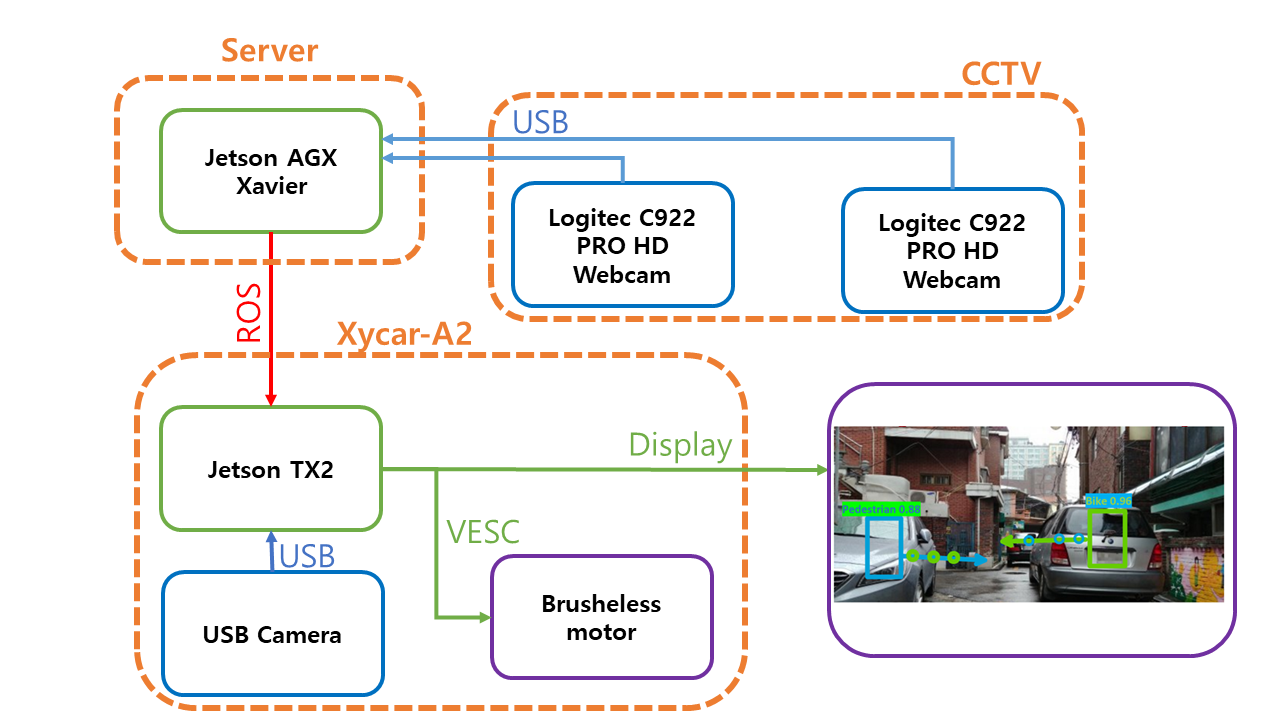 Server
CCTV
USB
Jetson AGX
Xavier
Logitec C922
PRO HD
Webcam
Logitec C922
PRO HD
Webcam
ROS
Xycar-A2
Jetson TX2
Display
VESC
USB
USB Camera
Brusheless
motor
Pedestrian 0.88
Bike 0.96